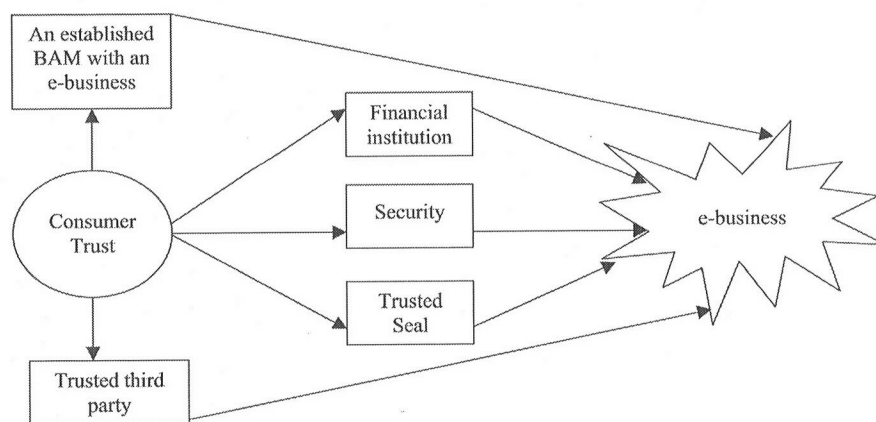 An established
BAM with an
e-business
Financial
institution
Consumer
Trust
Security
e-business
Trusted
Seal
Trusted third
party